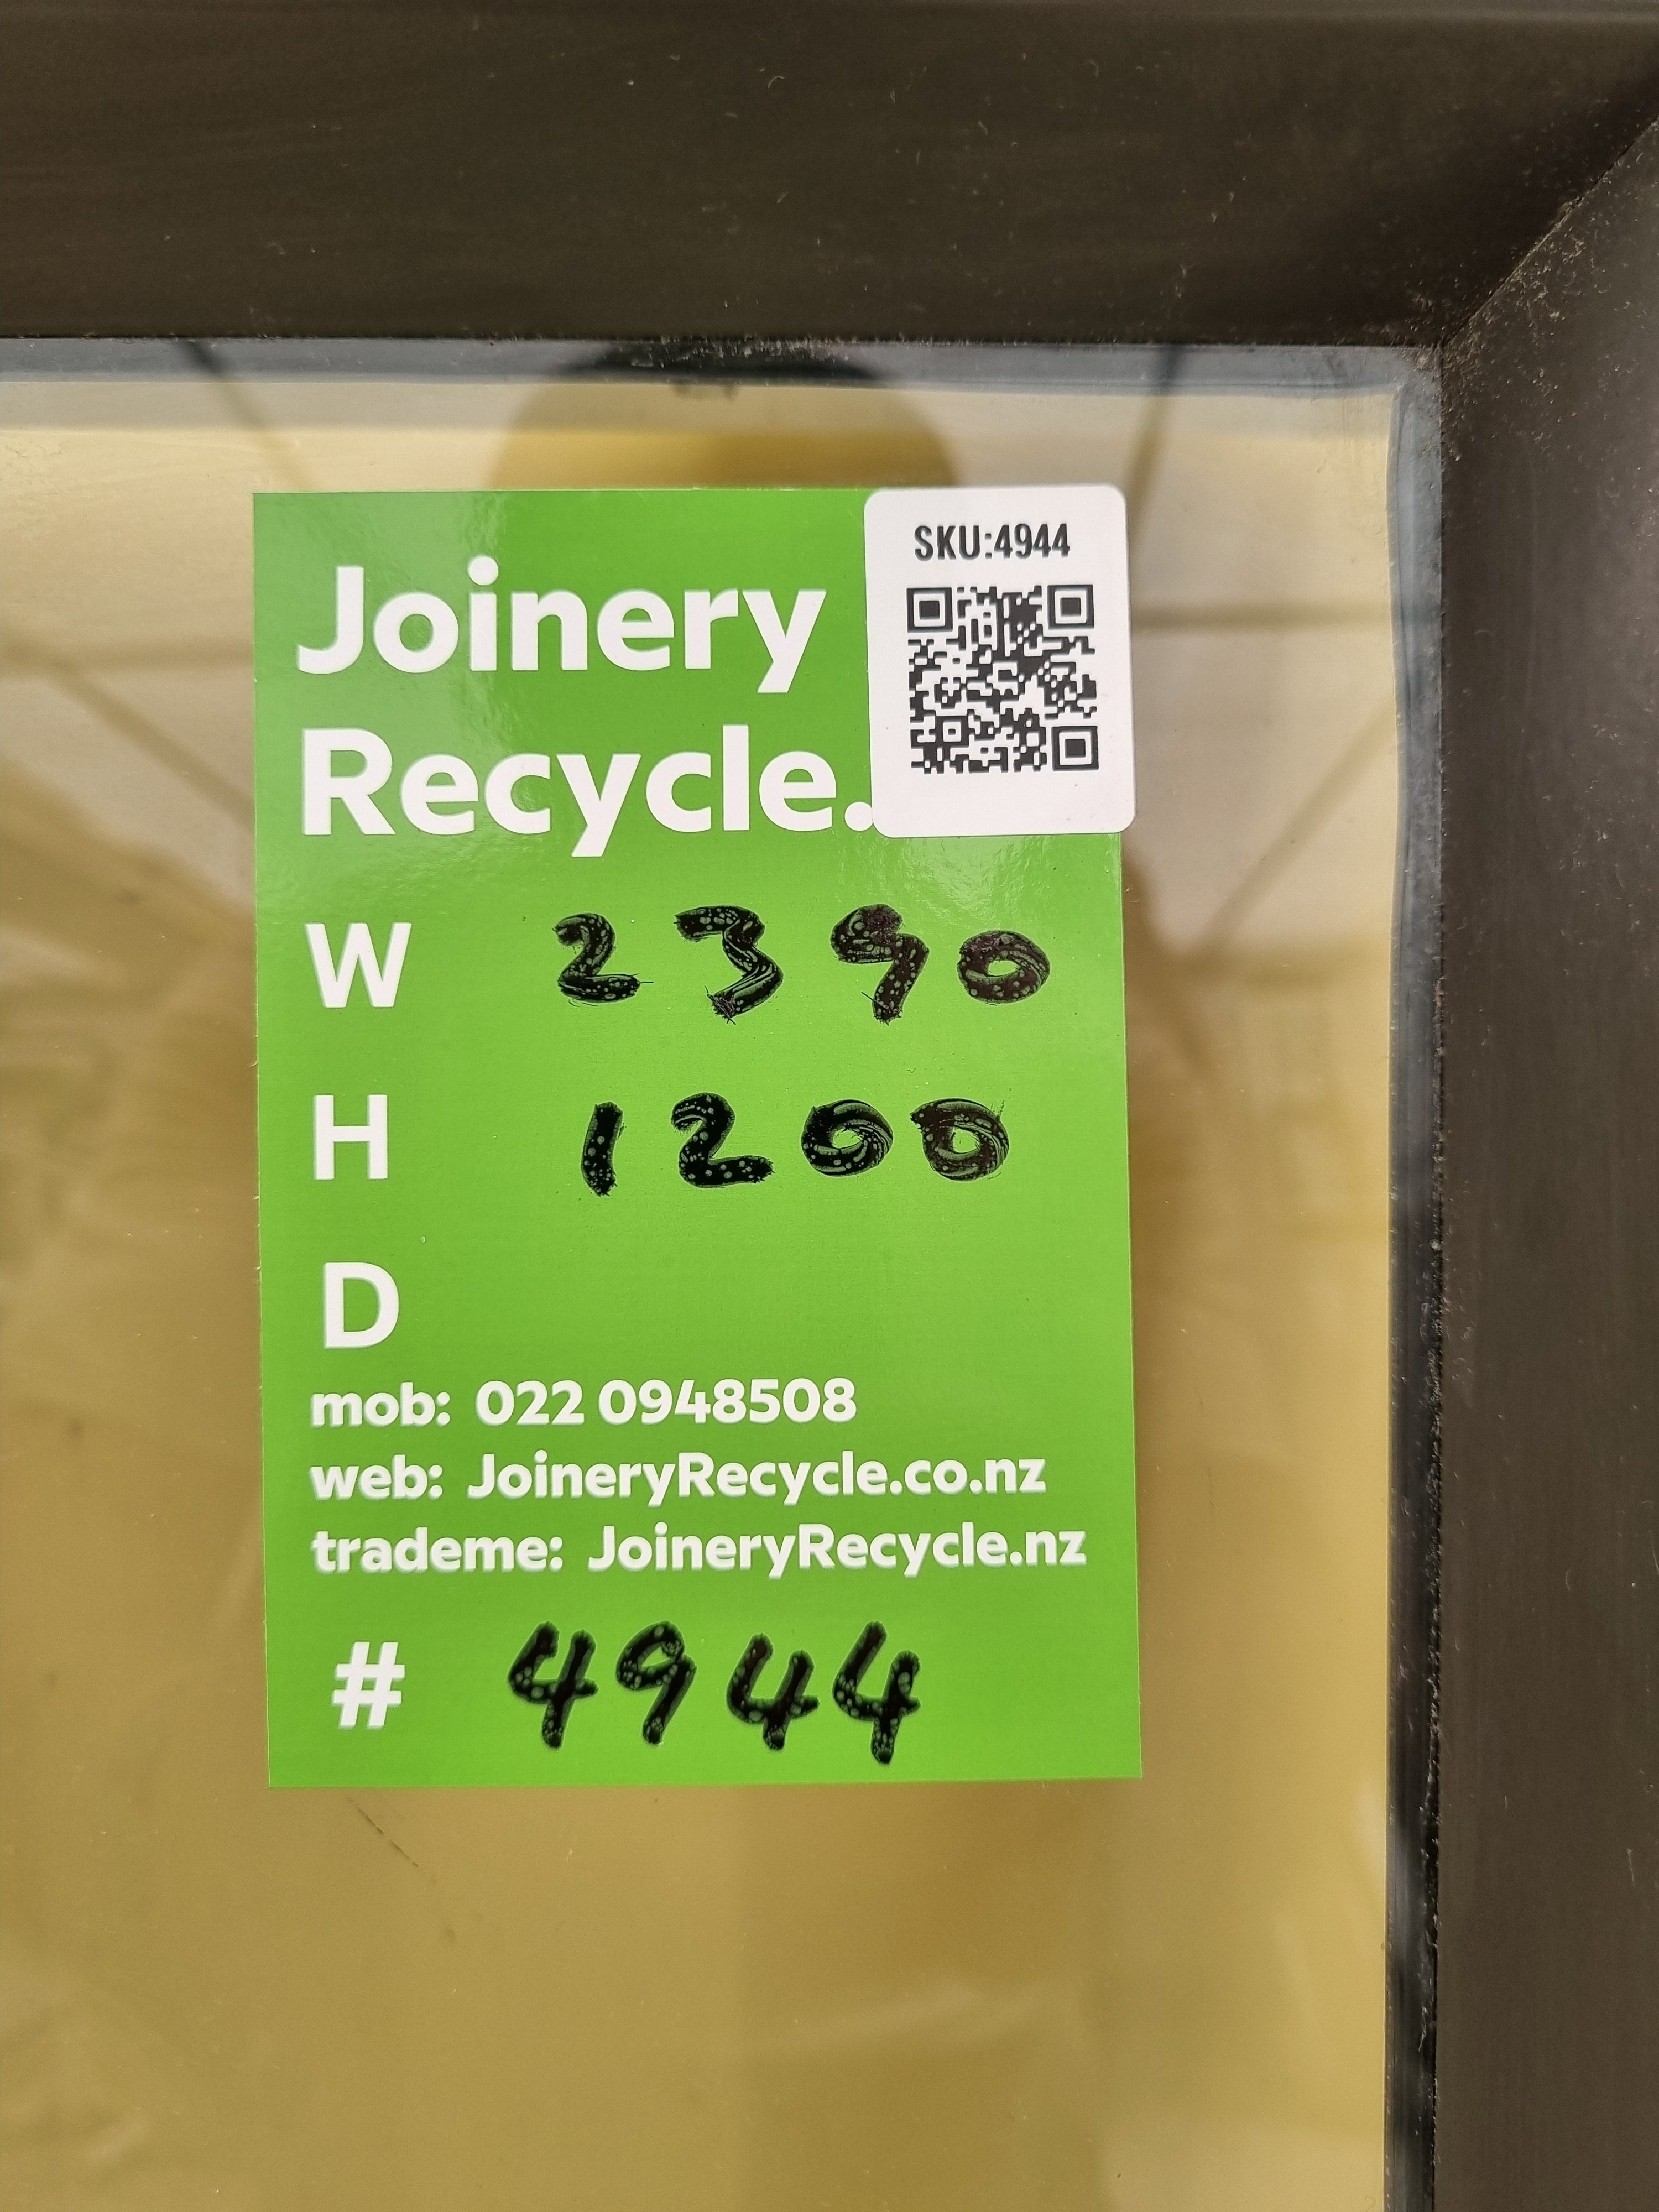 SKU:4944
Joinery
Recycle.
W 2390
H 1200
D
mob: 022 0948508
web: JoineryRecycle.co.nz
trademe: JoineryRecycle.nz
# 4944